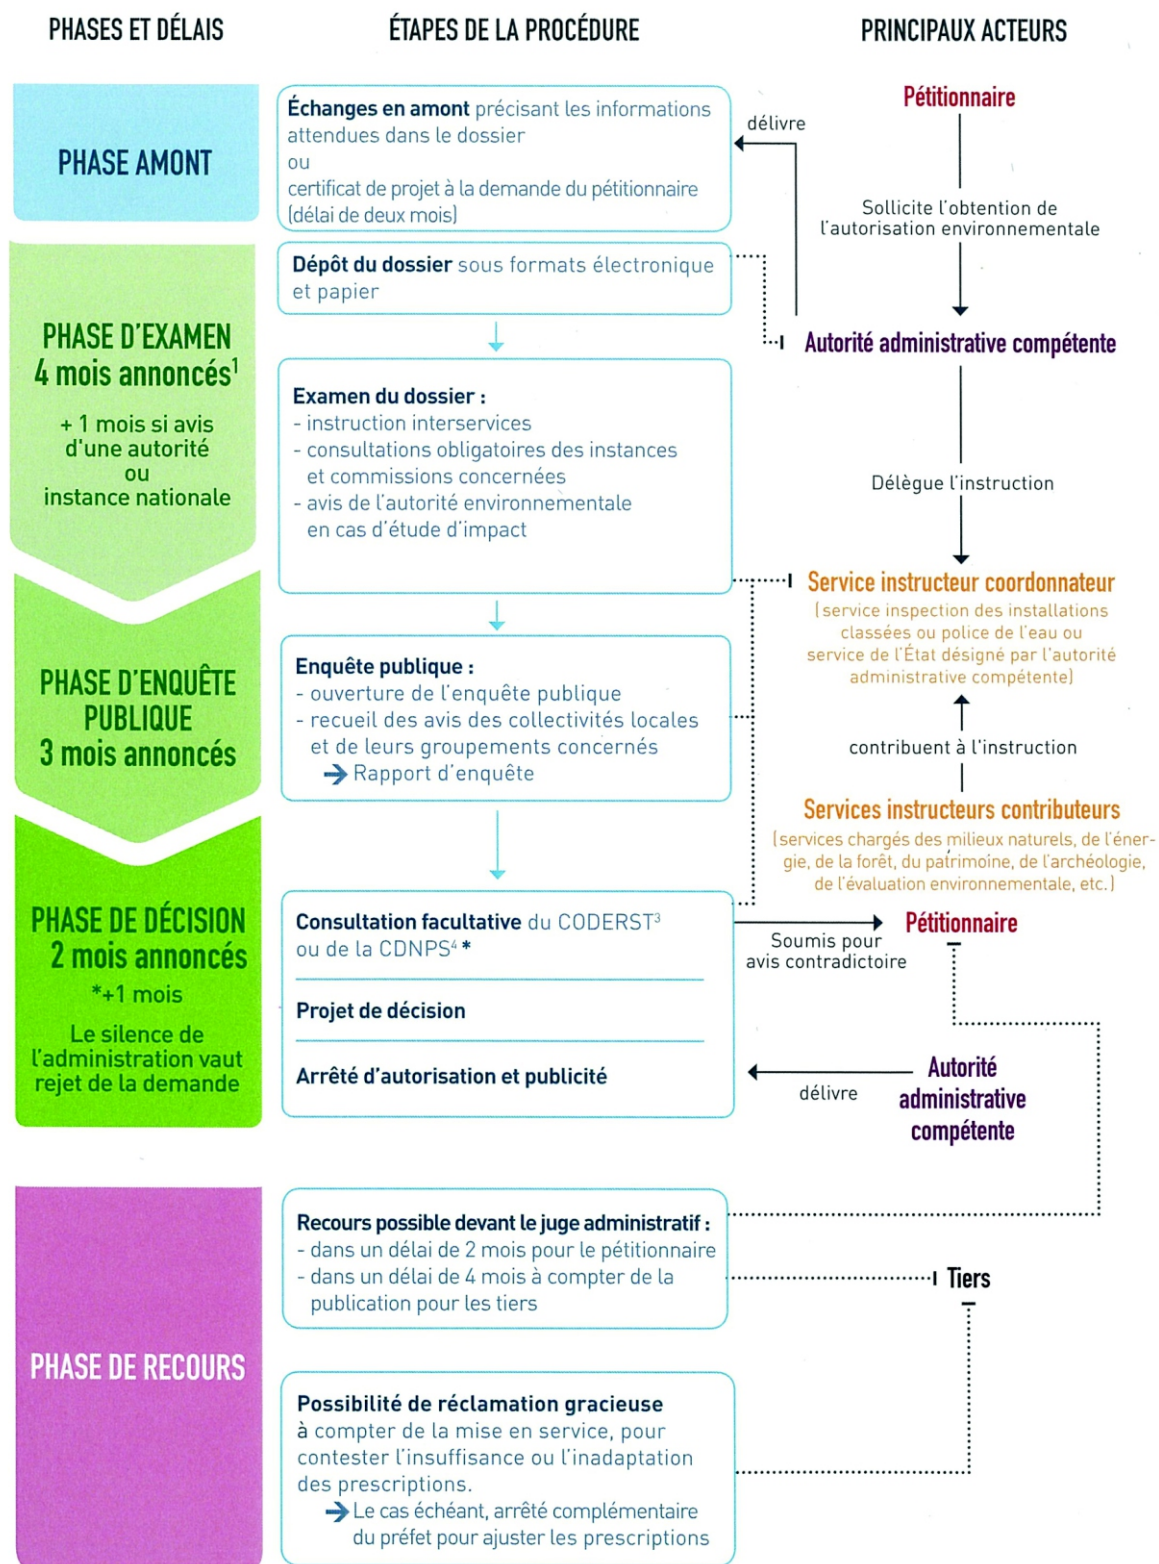 PHASES ET DÉLAIS
ÉTAPES DE LA PROCÉDURE
PRINCIPAUX ACTEURS
PHASE AMONT
Échanges en amont précisant les informations
attendues dans le dossier
ou
certificat de projet à la demande du pétitionnaire
(délai de deux mois)
délivre
Pétitionnaire
Sollicite l'obtention de
l'autorisation environnementale
PHASE D'EXAMEN
4 mois annoncés¹
+ 1 mois si avis
d'une autorité
ou
instance nationale
Dépôt du dossier sous formats électronique
et papier
Autorité administrative compétente
Examen du dossier :
- instruction interservices
- consultations obligatoires des instances
et commissions concernées
- avis de l'autorité environnementale
en cas d'étude d'impact
Délègue l'instruction
Service instructeur coordonnateur
(service inspection des installations
classées ou police de l'eau ou
service de l'État désigné par l'autorité
administrative compétente)
PHASE D'ENQUÊTE
PUBLIQUE
3 mois annoncés
Enquête publique :
- ouverture de l'enquête publique
- recueil des avis des collectivités locales
et de leurs groupements concernés
→ Rapport d'enquête
contribuent à l'instruction
Services instructeurs contributeurs
(services chargés des milieux naturels, de l'éner-
gie, de la forêt, du patrimoine, de l'archéologie,
de l'évaluation environnementale, etc.)
PHASE DE DÉCISION
2 mois annoncés
*+1 mois
Le silence de
l'administration vaut
rejet de la demande
Consultation facultative du CODERST³
ou de la CDNPS⁴ *
Projet de décision
Arrêté d'autorisation et publicité
Pétitionnaire
Soumis pour
avis contradictoire
délivre
Autorité
administrative
compétente
PHASE DE RECOURS
Recours possible devant le juge administratif :
- dans un délai de 2 mois pour le pétitionnaire
- dans un délai de 4 mois à compter de la
publication pour les tiers
Tiers
Possibilité de réclamation gracieuse
à compter de la mise en service, pour
contester l'insuffisance ou l'inadaptation
des prescriptions.
→ Le cas échéant, arrêté complémentaire
du préfet pour ajuster les prescriptions